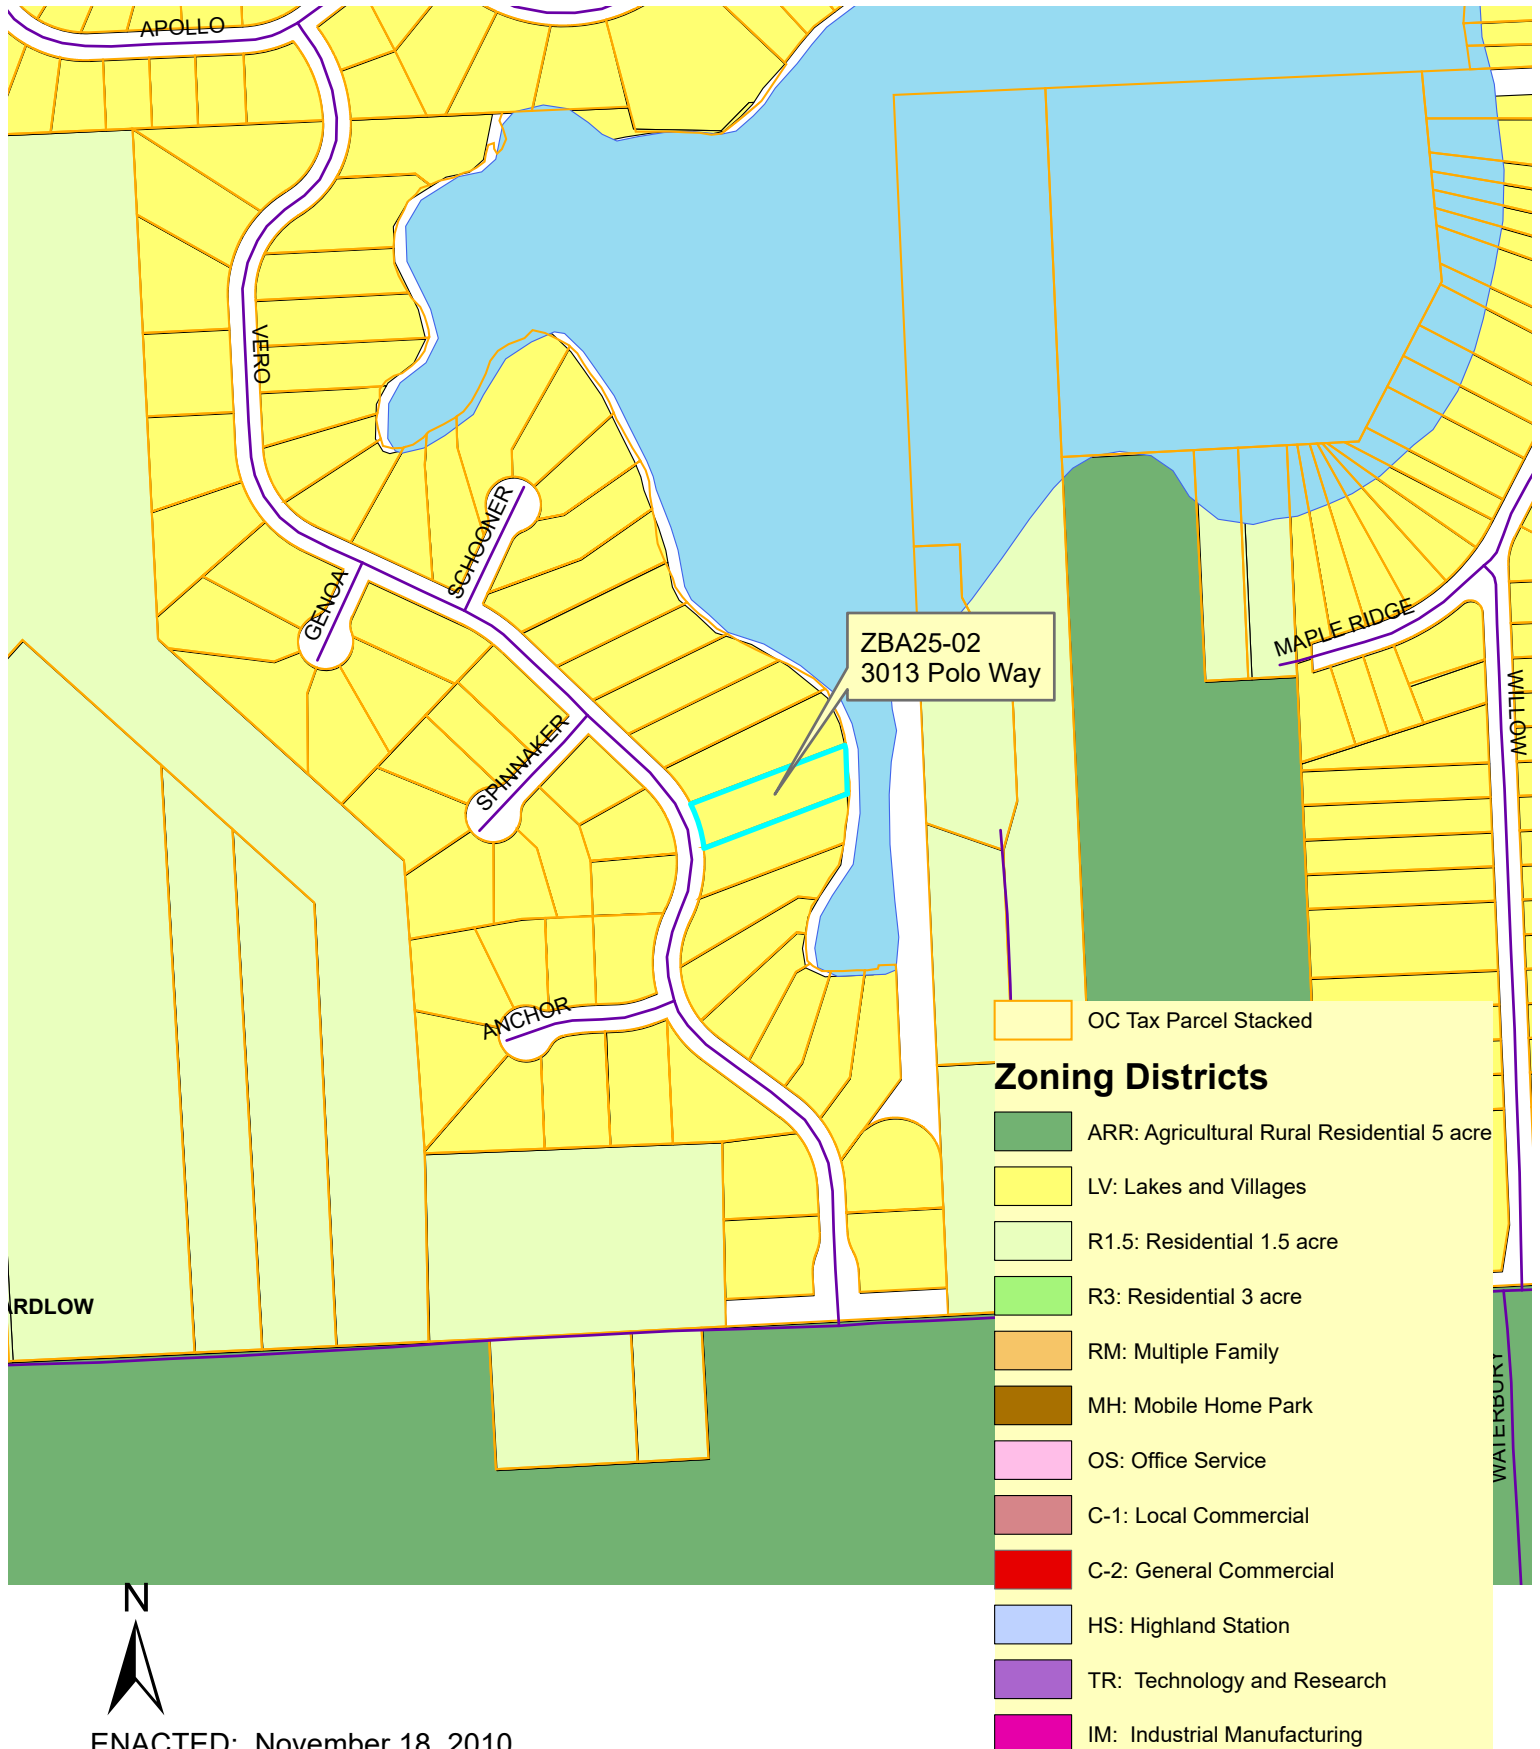 APOLLO
VERO
SCHOONER
GENOA
ZBA25-02
3013 Polo Way
MAPLE RIDGE
WILLOW
SPINNAKER
ANCHOR
OC Tax Parcel Stacked
Zoning Districts
ARR: Agricultural Rural Residential 5 acre
LV: Lakes and Villages
R1.5: Residential 1.5 acre
R3: Residential 3 acre
RM: Multiple Family
MH: Mobile Home Park
OS: Office Service
C-1: Local Commercial
C-2: General Commercial
HS: Highland Station
TR: Technology and Research
IM: Industrial Manufacturing
ARDLOW
WATERBURY
N
ENACTED: November 18, 2010